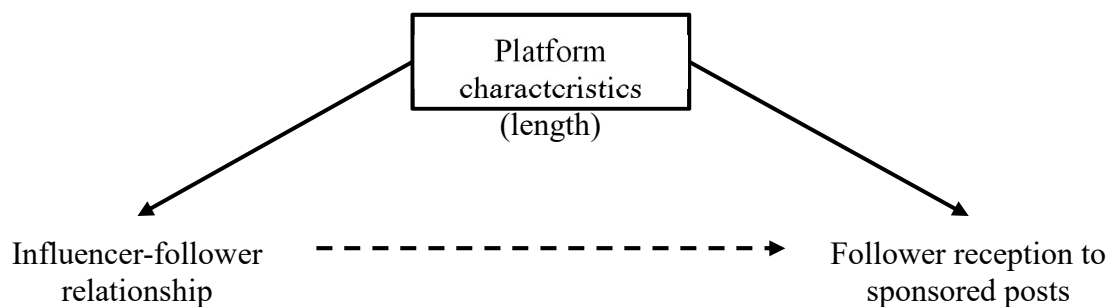 Platform
characteristics
(length)
Influencer-follower
relationship
Follower reception to
sponsored posts